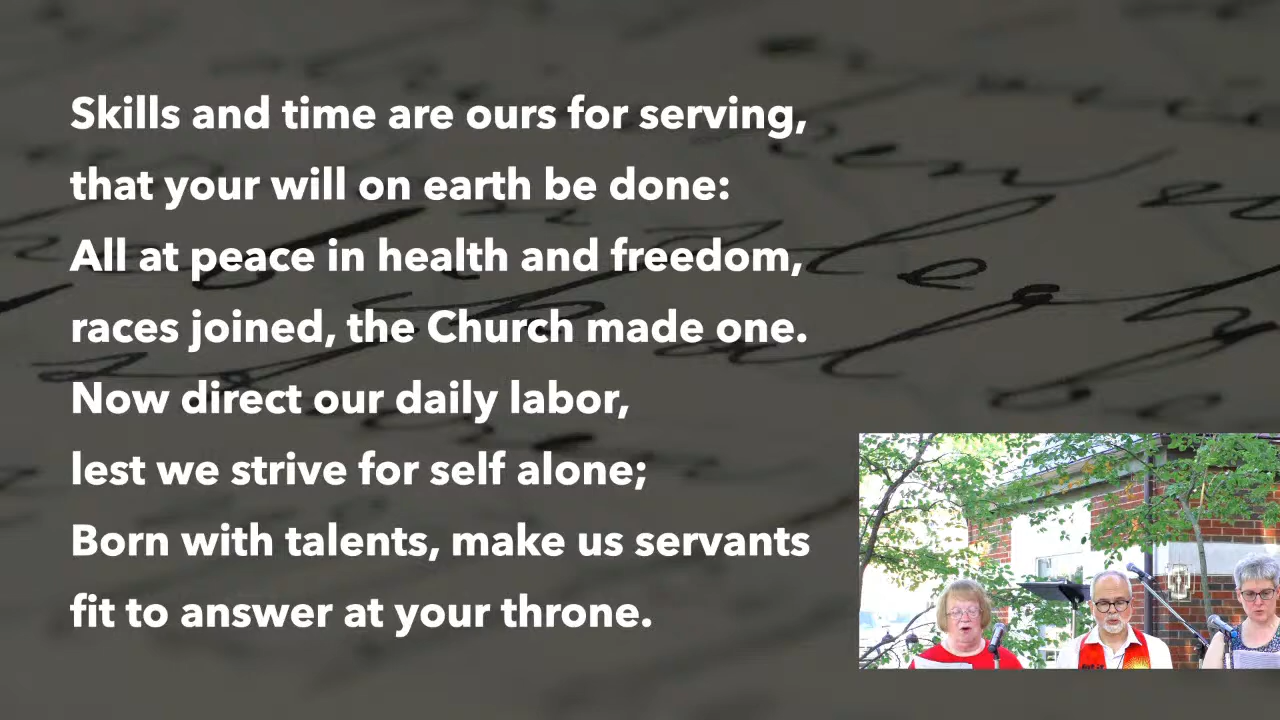 Skills and time are ours for serving,
that your will on earth be done:
All at peace in health and freedom,
races joined, the Church made one.
Now direct our daily labor,
lest we strive for self alone;
Born with talents, make us servants
fit to answer at your throne.